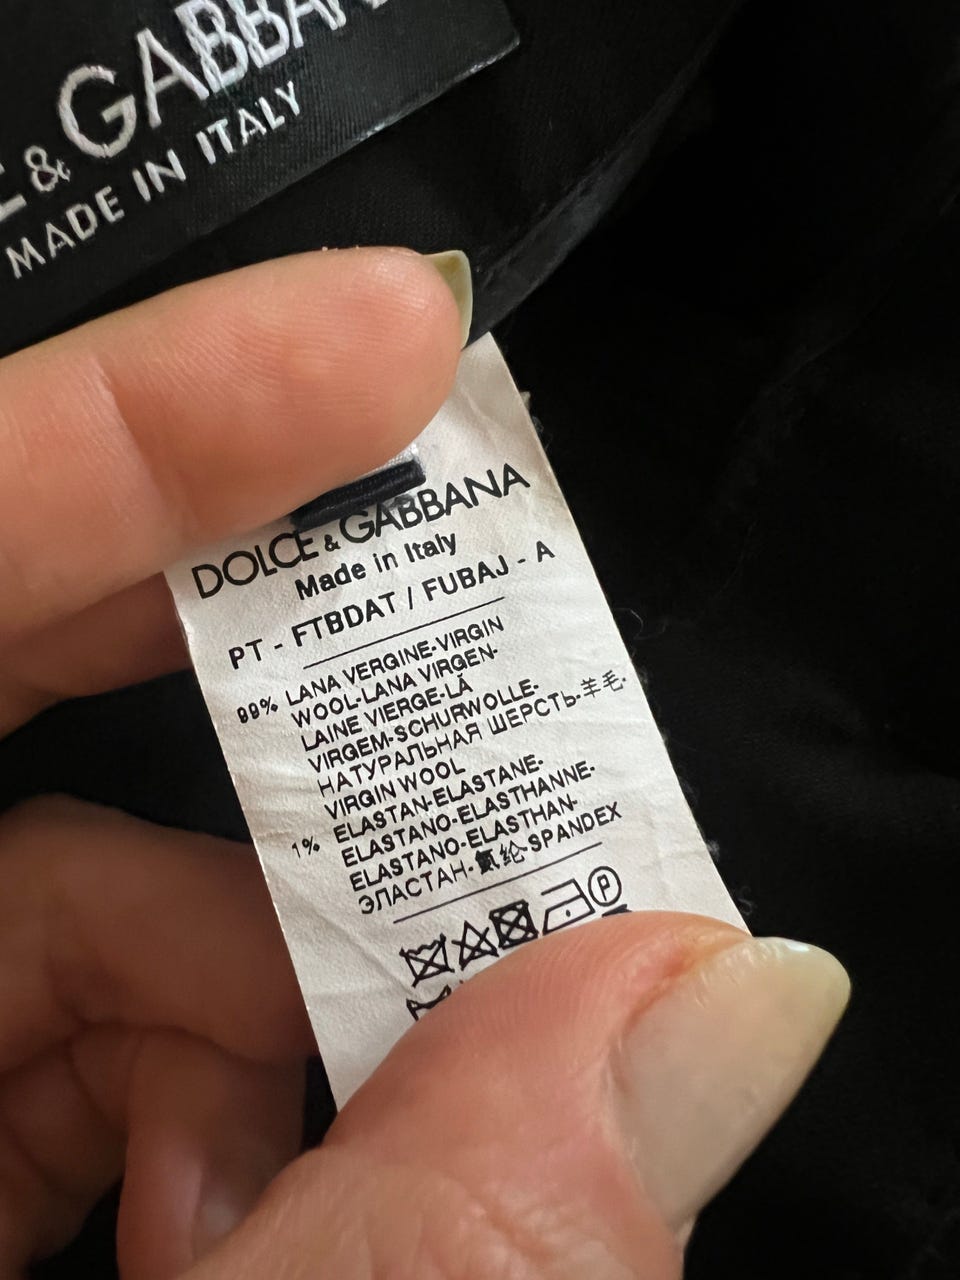 & GABBANA
MADE IN ITALY
DOLCE & GABBANA
Made in Italy
PT - FTBDAT / FUBAJ - A
99% LANA VERGINE-VIRGIN
WOOL-LANA VIRGEN-
LAINE VIERGE-LÃ
VIRGEM-SCHURWOLLE-
НАТУРАЛЬНАЯ ШЕРСТЬ-羊毛-
VIRGIN WOOL
1% ELASTAN-ELASTANE-
ELASTANO-ELASTHANNE-
ELASTANO-ELASTHAN-
ЭЛАСТАН-氨纶-SPANDEX
P